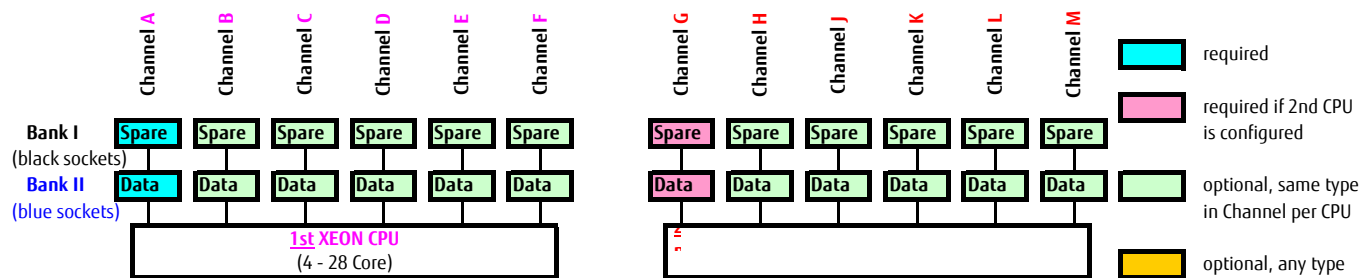 Channel A
Channel B
Channel C
Channel D
Channel E
Channel F
Channel G
Channel H
Channel J
Channel K
Channel L
Channel M
required
required if 2nd CPU
is configured
Bank I
(black sockets)
Spare Spare Spare Spare Spare Spare Spare Spare Spare Spare Spare Spare
Bank II
(blue sockets)
Data Data Data Data Data Data Data Data Data Data Data Data
optional, same type
in Channel per CPU
1st XEON CPU
(4 - 28 Core)
optional, any type